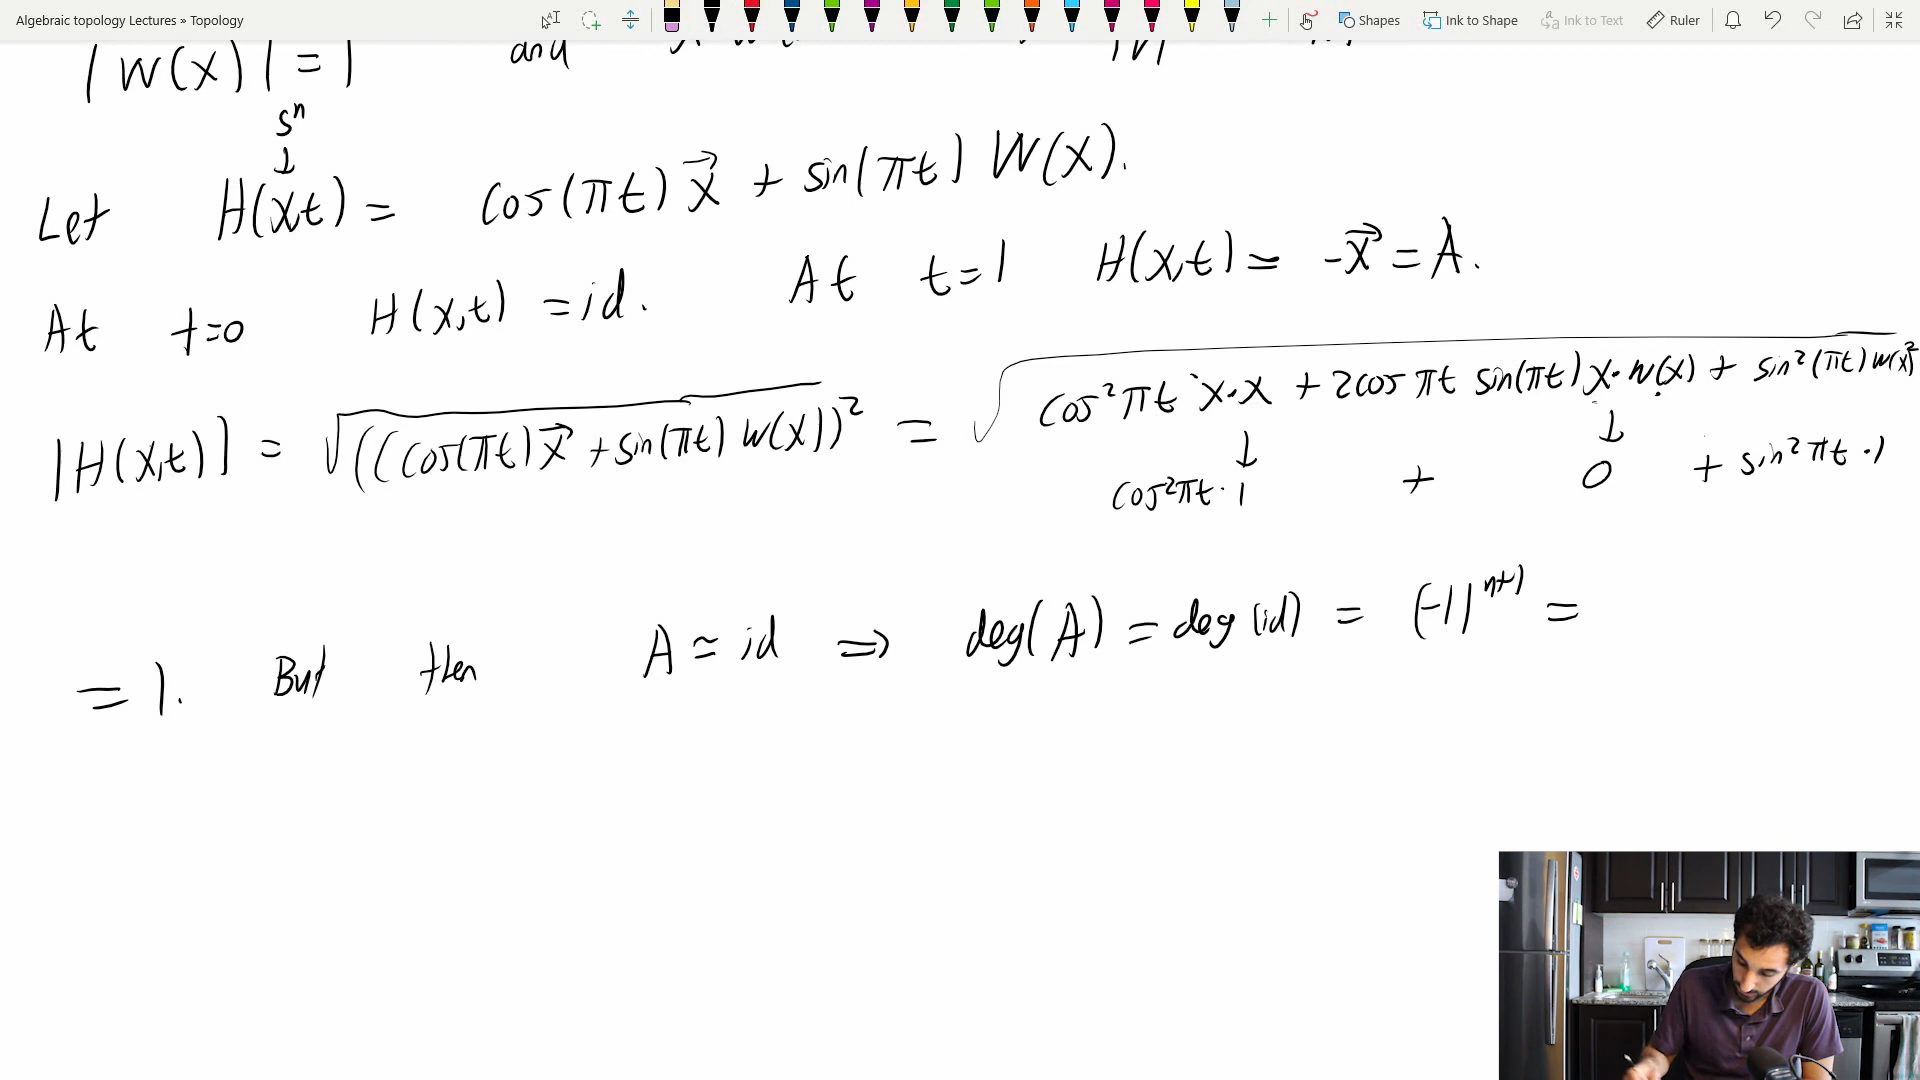 Algebraic topology Lectures » Topology
Shapes Ink to Shape Ink to Text Ruler
|W(x)| = 1 and
Sⁿ
↓
Let H(x,t) = cos(πt) x⃗ + sin(πt) W(x).
At t=0 H(x,t) = id. At t=1 H(x,t) = -x⃗ = A.
|H(x,t)| = √((cos(πt) x⃗ + sin(πt) W(x))² = √cos²πt x·x + 2cos πt sin(πt) x·W(x) + sin²(πt) W(x)²
↓ ↓
cos²πt·1 + 0 + sin²πt·1
= 1. But then A ≃ id ⇒ deg(A) = deg(id) = (-1)ⁿ⁺¹ =